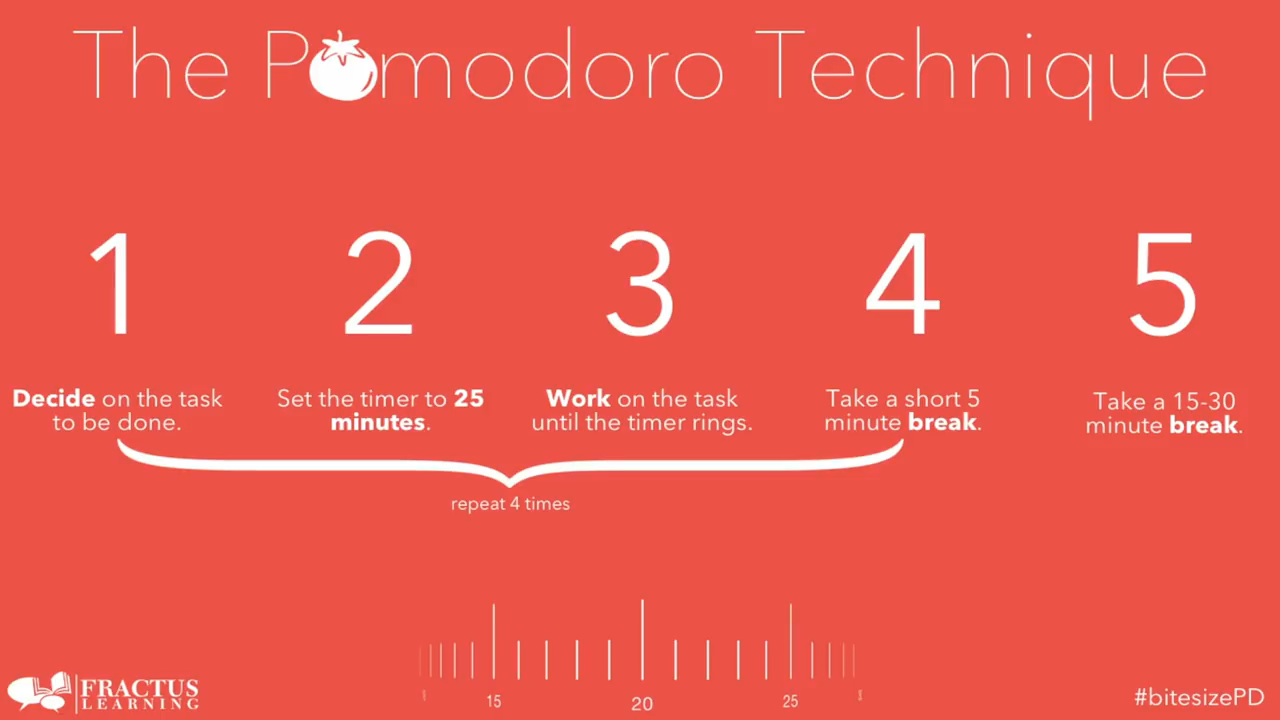 The Pomodoro Technique
1
2
3
4
5
Decide on the task
to be done.
Set the timer to 25
minutes.
Work on the task
until the timer rings.
Take a short 5
minute break.
Take a 15-30
minute break.
repeat 4 times
15
20
25
FRACTUS
LEARNING
#bitesizePD